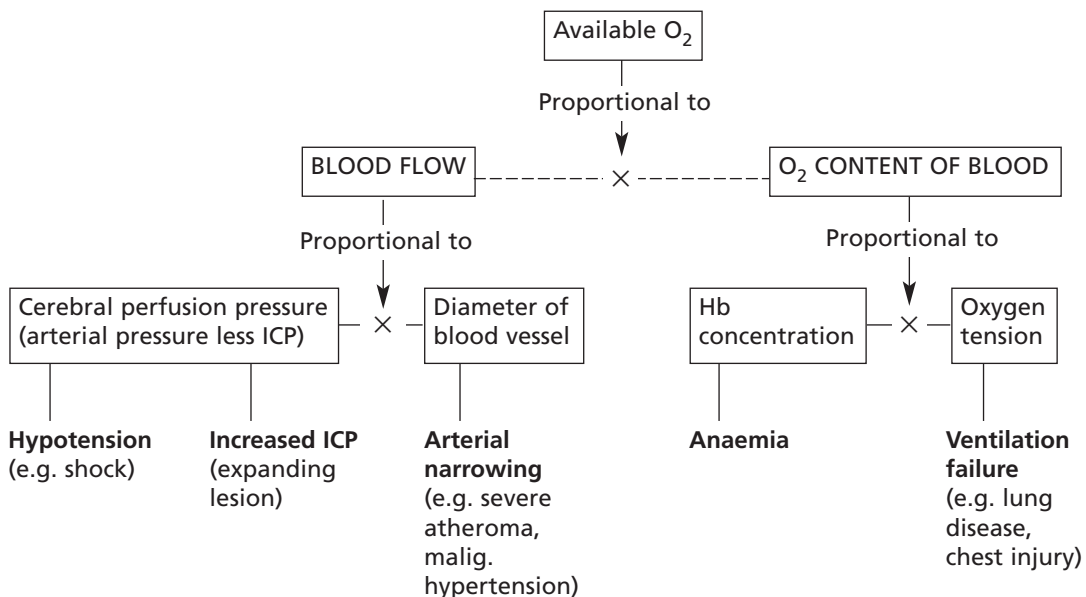 Available O₂
Proportional to
BLOOD FLOW
×
O₂ CONTENT OF BLOOD
Proportional to
Proportional to
Cerebral perfusion pressure
(arterial pressure less ICP)
×
Diameter of
blood vessel
Hb
concentration
×
Oxygen
tension
Hypotension
(e.g. shock)
Increased ICP
(expanding
lesion)
Arterial
narrowing
(e.g. severe
atheroma,
malig.
hypertension)
Anaemia
Ventilation
failure
(e.g. lung
disease,
chest injury)